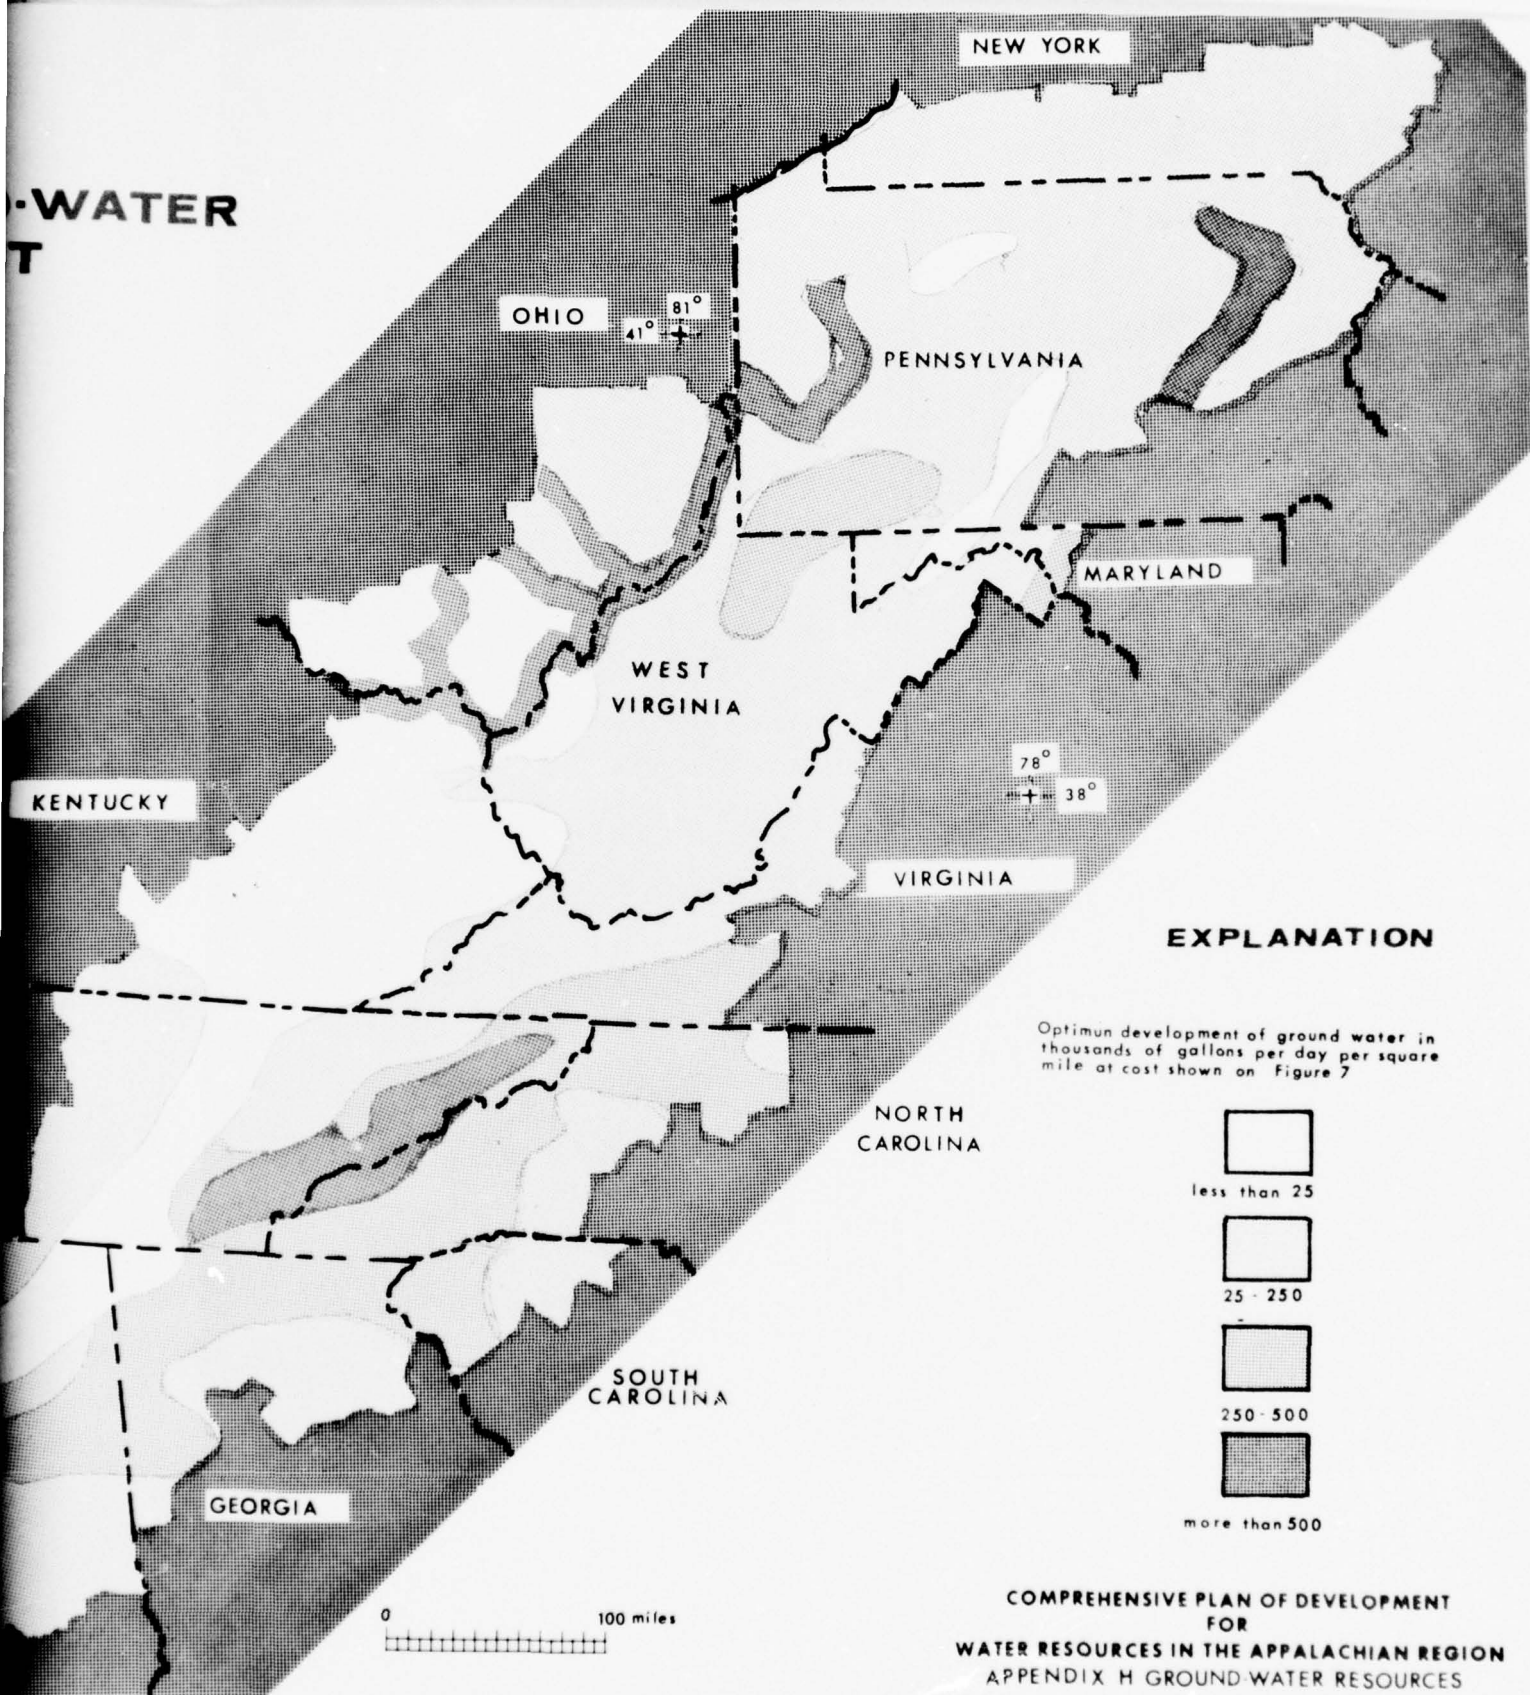 -WATER
T
NEW YORK
OHIO
81°
41°
PENNSYLVANIA
MARYLAND
WEST
VIRGINIA
78°
38°
KENTUCKY
VIRGINIA
EXPLANATION
Optimun development of ground water in
thousands of gallons per day per square
mile at cost shown on Figure 7
NORTH
CAROLINA
less than 25
25 - 250
250-500
more than 500
SOUTH
CAROLINA
GEORGIA
0
100 miles
COMPREHENSIVE PLAN OF DEVELOPMENT
FOR
WATER RESOURCES IN THE APPALACHIAN REGION
APPENDIX H GROUND-WATER RESOURCES